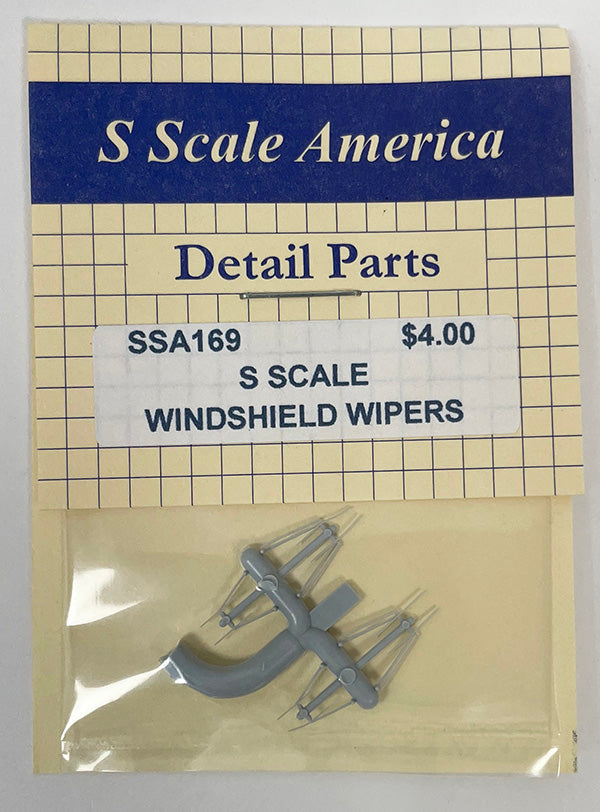 S Scale America
Detail Parts
SSA169 $4.00
S SCALE
WINDSHIELD WIPERS